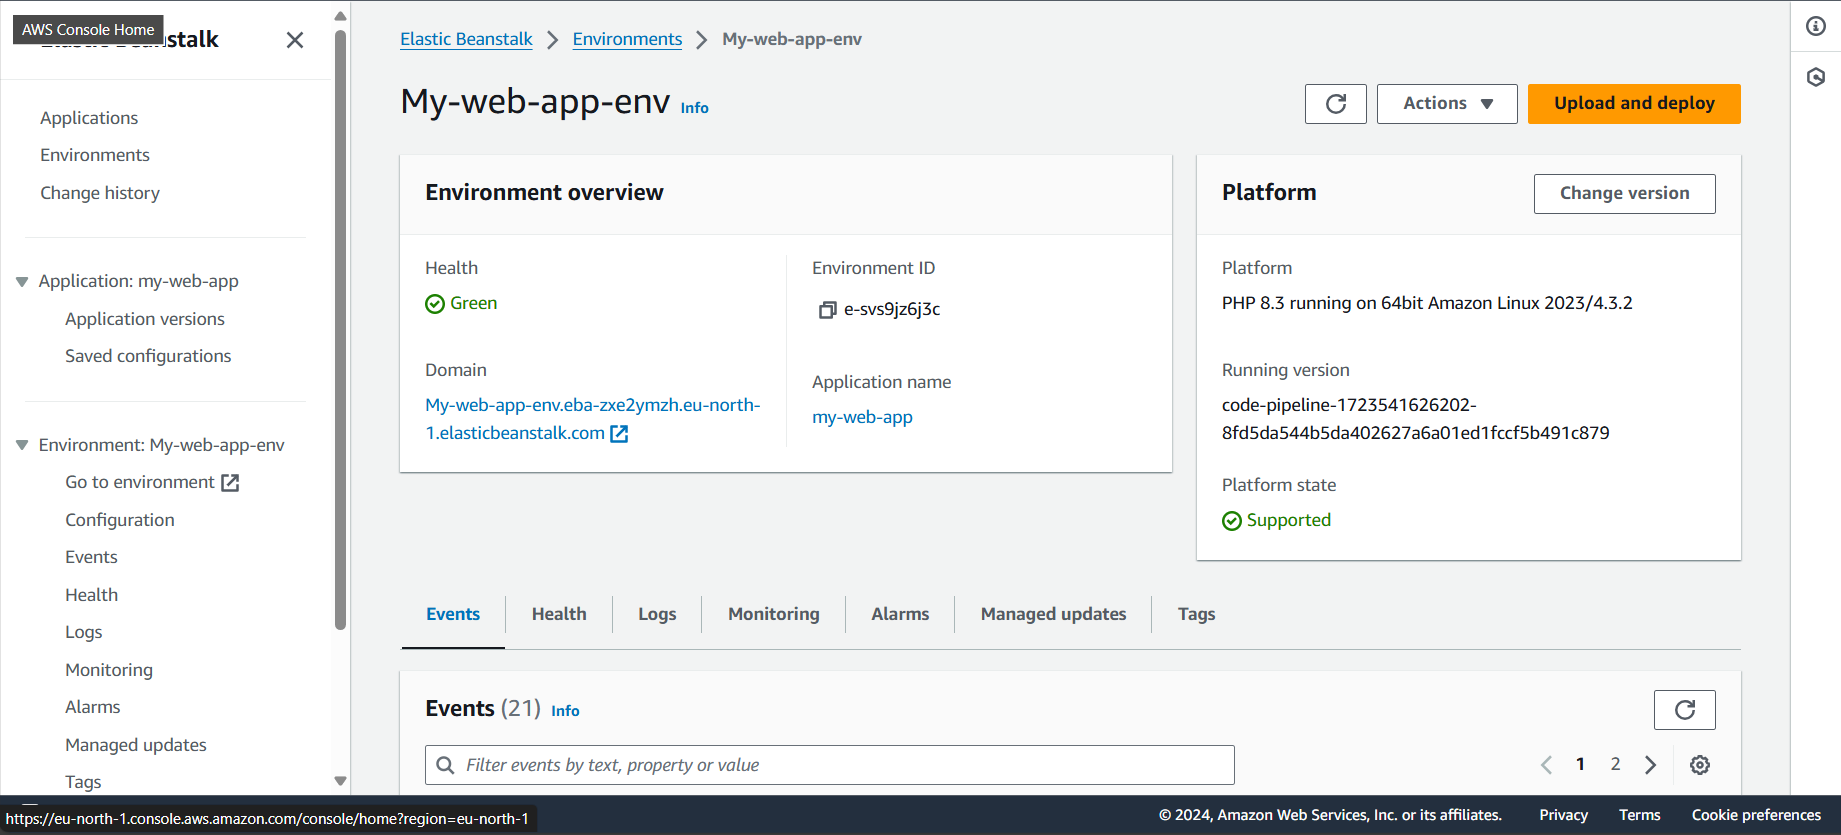 AWS Console Home
Elastic Beanstalk
Applications
Environments
Change history
Application: my-web-app
Application versions
Saved configurations
Environment: My-web-app-env
Go to environment
Configuration
Events
Health
Logs
Monitoring
Alarms
Managed updates
Tags
https://eu-north-1.console.aws.amazon.com/console/home?region=eu-north-1
Elastic Beanstalk > Environments > My-web-app-env
My-web-app-env Info
Actions
Upload and deploy
Environment overview
Health
Green
Domain
My-web-app-env.eba-zxe2ymzh.eu-north-
1.elasticbeanstalk.com
Environment ID
e-svs9jz6j3c
Application name
my-web-app
Platform
Change version
Platform
PHP 8.3 running on 64bit Amazon Linux 2023/4.3.2
Running version
code-pipeline-1723541626202-
8fd5da544b5da402627a6a01ed1fccf5b491c879
Platform state
Supported
Events Health Logs Monitoring Alarms Managed updates Tags
Events (21) Info
Filter events by text, property or value
1 2
© 2024, Amazon Web Services, Inc. or its affiliates. Privacy Terms Cookie preferences